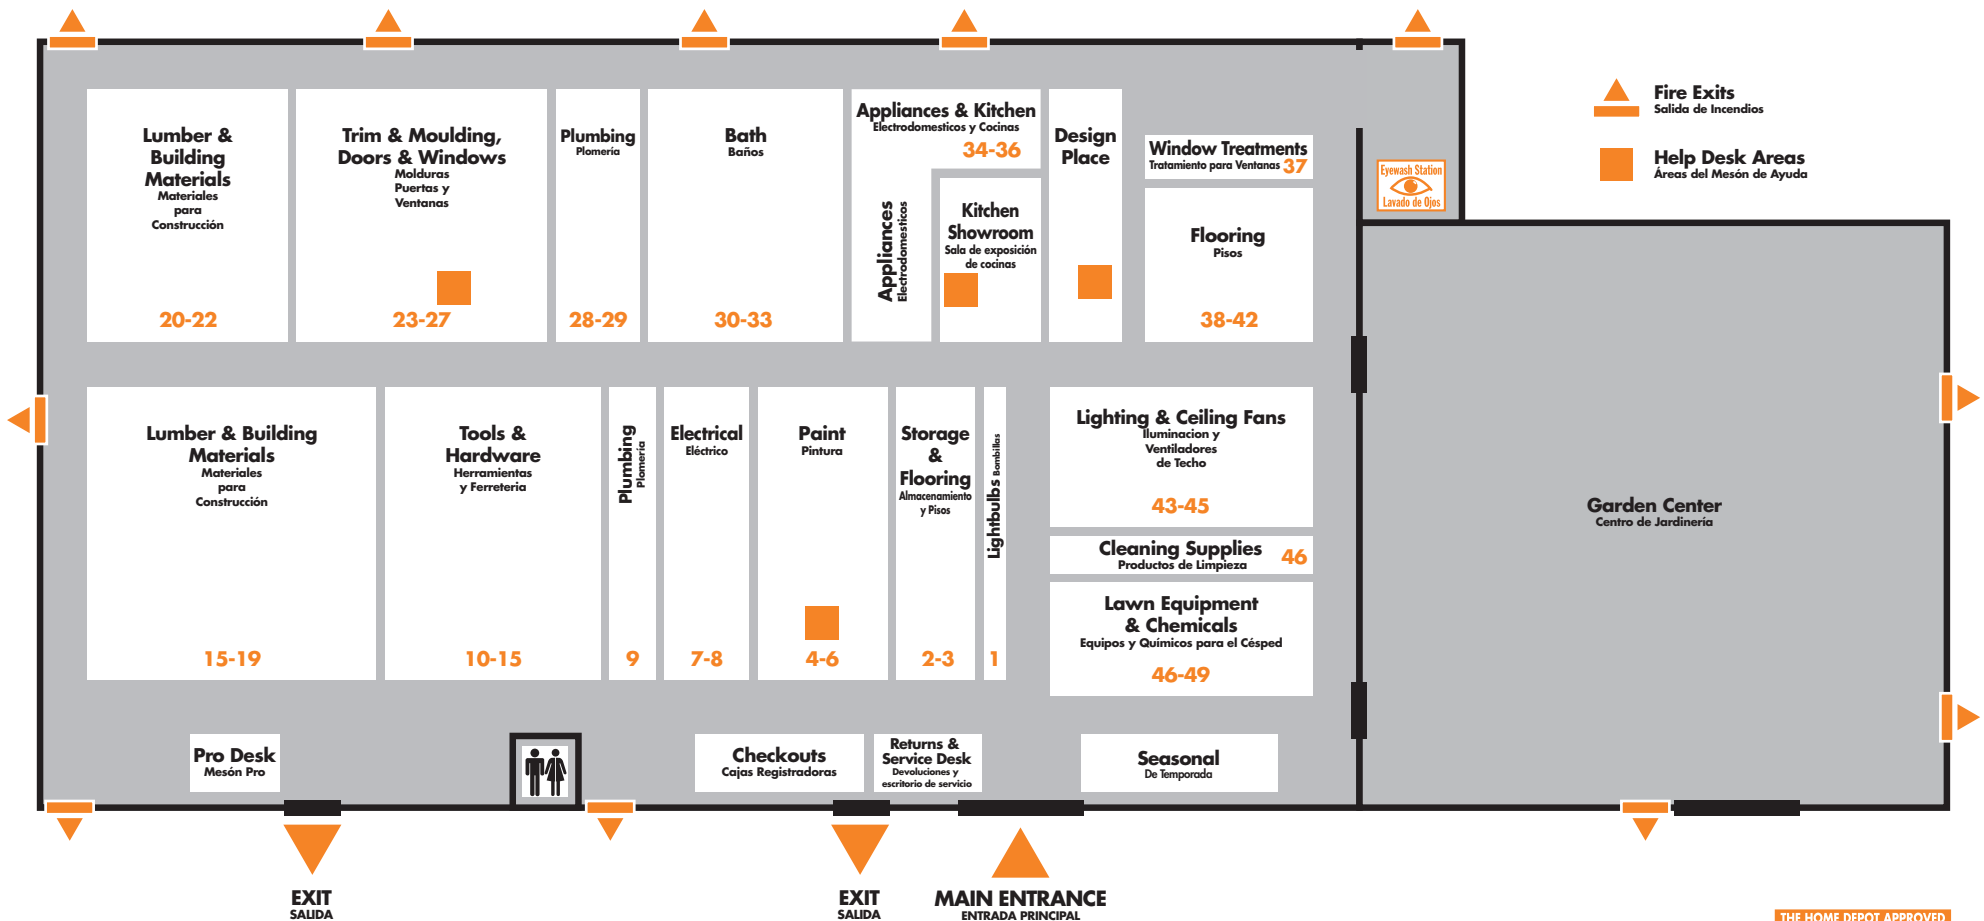 Fire Exits
Salida de Incendios
Help Desk Areas
Áreas del Mesón de Ayuda
Lumber &
Building
Materials
Materiales
para
Construcción
20-22
Trim & Moulding,
Doors & Windows
Molduras
Puertas y
Ventanas
23-27
Plumbing
Plomería
28-29
Bath
Baños
30-33
Appliances & Kitchen
Electrodomesticos y Cocinas
34-36
Appliances
Electrodomesticos
Kitchen
Showroom
Sala de exposición
de cocinas
Design
Place
Window Treatments
Tratamiento para Ventanas 37
Flooring
Pisos
38-42
Eyewash Station
Lavado de Ojos
Lumber & Building
Materials
Materiales
para
Construcción
15-19
Tools &
Hardware
Herramientas
y Ferreteria
10-15
Plumbing
Plomería
9
Electrical
Eléctrico
7-8
Paint
Pintura
4-6
Storage
&
Flooring
Almacenamiento
y Pisos
2-3
Lightbulbs Bombillas
1
Lighting & Ceiling Fans
Iluminacion y
Ventiladores
de Techo
43-45
Cleaning Supplies 46
Productos de Limpieza
Lawn Equipment
& Chemicals
Equipos y Químicos para el Césped
46-49
Garden Center
Centro de Jardinería
Pro Desk
Mesón Pro
Checkouts
Cajas Registradoras
Returns &
Service Desk
Devoluciones y
escritorio de servicio
Seasonal
De Temporada
EXIT
SALIDA
EXIT
SALIDA
MAIN ENTRANCE
ENTRADA PRINCIPAL
THE HOME DEPOT APPROVED